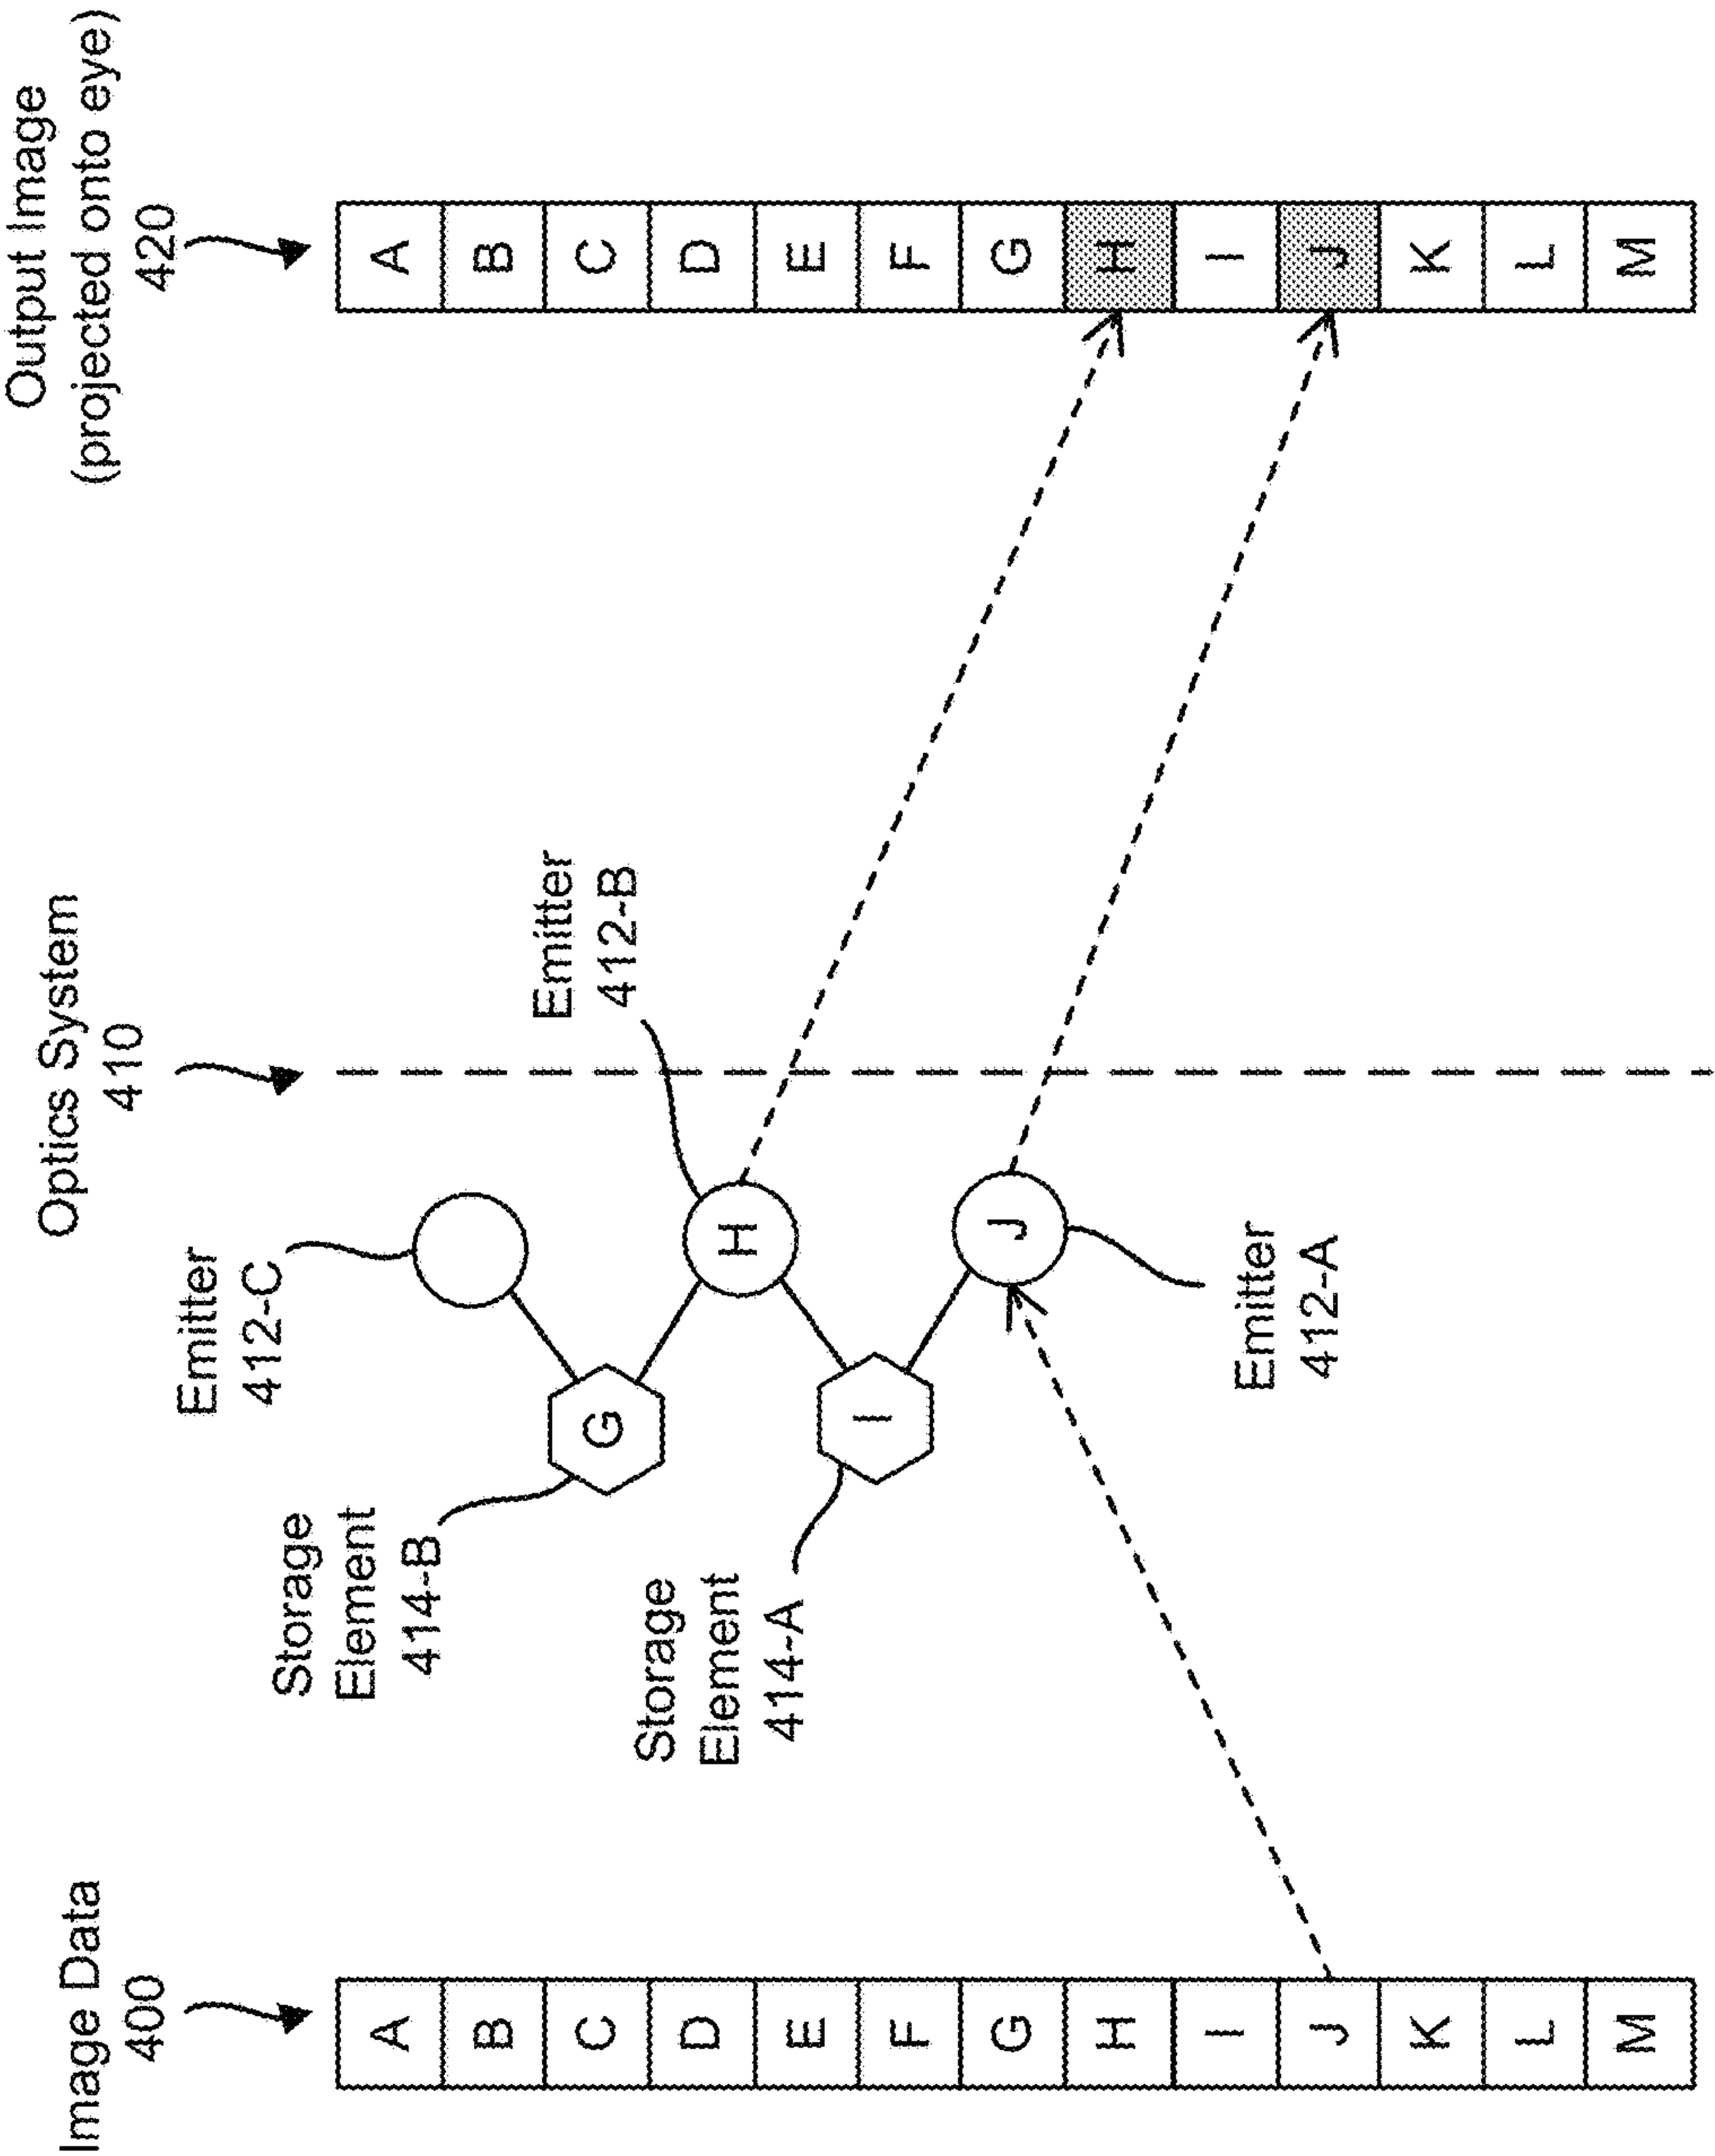 Image Data
400
A
B
C
D
E
F
G
H
I
J
K
L
M
Optics System
410
Storage
Element
414-B
Storage
Element
414-A
Emitter
412-C
Emitter
412-B
Emitter
412-A
G
I
H
J
Output Image
(projected onto eye)
420
A
B
C
D
E
F
G
H
I
J
K
L
M